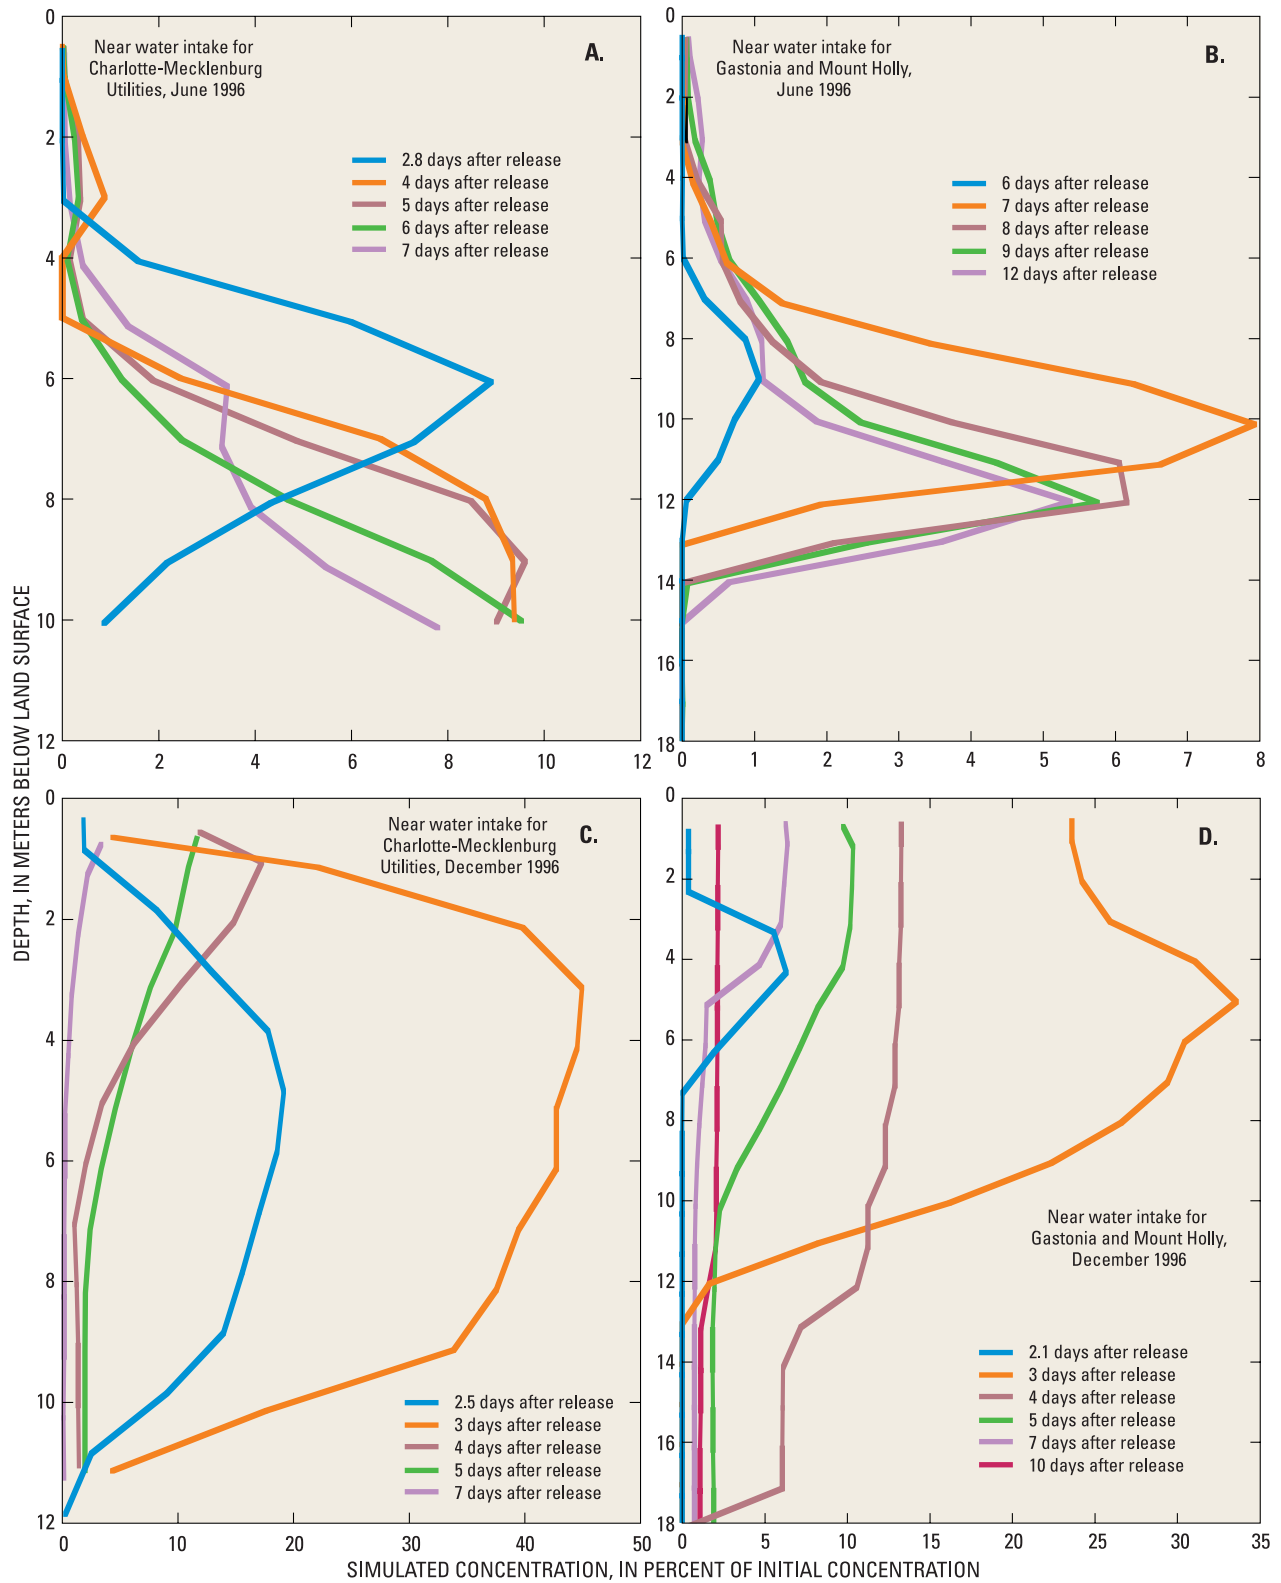 DEPTH, IN METERS BELOW LAND SURFACE
A.
Near water intake for
Charlotte-Mecklenburg
Utilities, June 1996
2.8 days after release
4 days after release
5 days after release
6 days after release
7 days after release
0
2
4
6
8
10
12
0 2 4 6 8 10 12
B.
Near water intake for
Gastonia and Mount Holly,
June 1996
6 days after release
7 days after release
8 days after release
9 days after release
12 days after release
0
2
4
6
8
10
12
14
16
18
0 1 2 3 4 5 6 7 8
C.
Near water intake for
Charlotte-Mecklenburg
Utilities, December 1996
2.5 days after release
3 days after release
4 days after release
5 days after release
7 days after release
0
2
4
6
8
10
12
0 10 20 30 40 50
D.
Near water intake for
Gastonia and Mount Holly,
December 1996
2.1 days after release
3 days after release
4 days after release
5 days after release
7 days after release
10 days after release
0
2
4
6
8
10
12
14
16
18
0 5 10 15 20 25 30 35
SIMULATED CONCENTRATION, IN PERCENT OF INITIAL CONCENTRATION